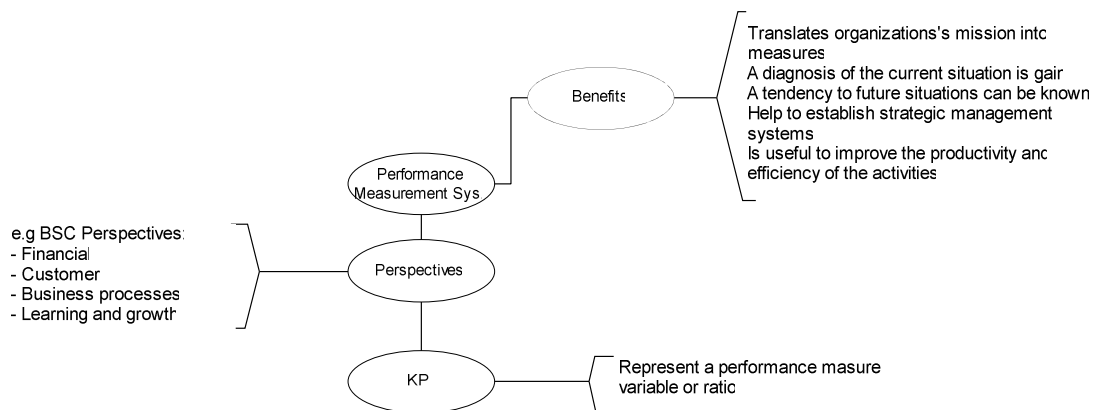 Translates organizations's mission into
measures
A diagnosis of the current situation is gair
A tendency to future situations can be known
Help to establish strategic management
systems
Is useful to improve the productivity and
efficiency of the activities
Benefits
Performance
Measurement Sys
e.g BSC Perspectives:
- Financial
- Customer
- Business processes
- Learning and growth
Perspectives
KP
Represent a performance masure
variable or ratio